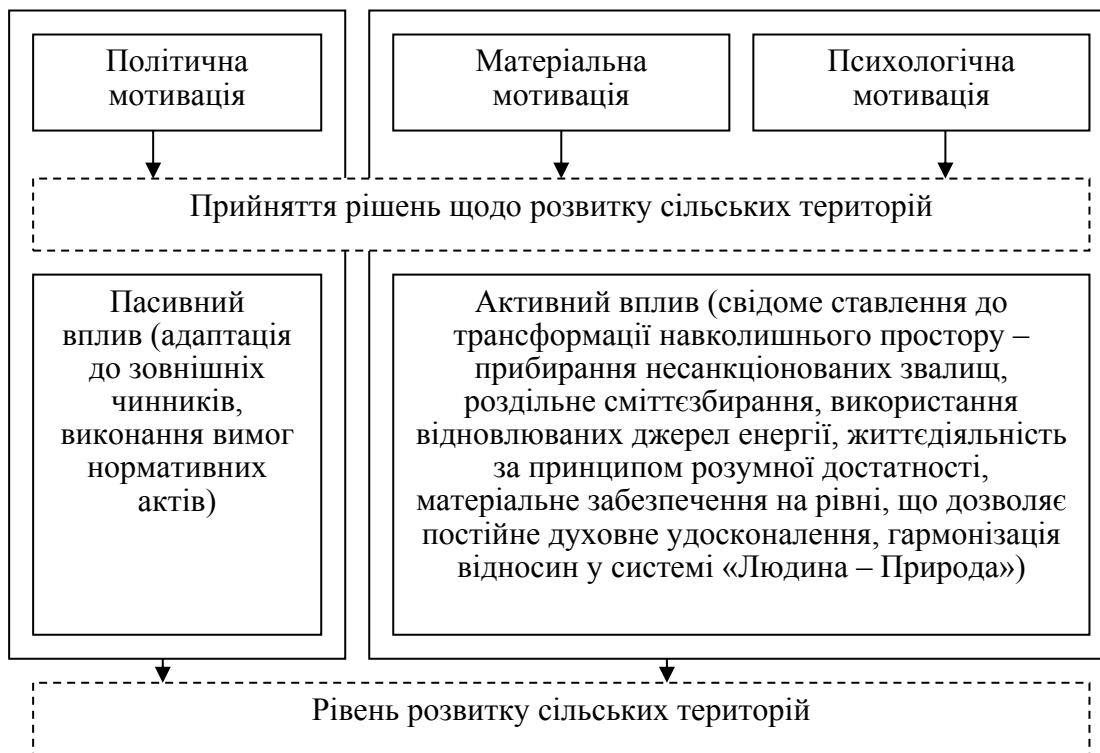 Політична
мотивація
Матеріальна
мотивація
Психологічна
мотивація
Прийняття рішень щодо розвитку сільських територій
Пасивний
вплив (адаптація
до зовнішніх
чинників,
виконання вимог
нормативних
актів)
Активний вплив (свідоме ставлення до
трансформації навколишнього простору –
прибирання несанкціонованих звалищ,
роздільне сміттєзбирання, використання
відновлюваних джерел енергії, життєдіяльність
за принципом розумної достатності,
матеріальне забезпечення на рівні, що дозволяє
постійне духовне удосконалення, гармонізація
відносин у системі «Людина – Природа»)
Рівень розвитку сільських територій